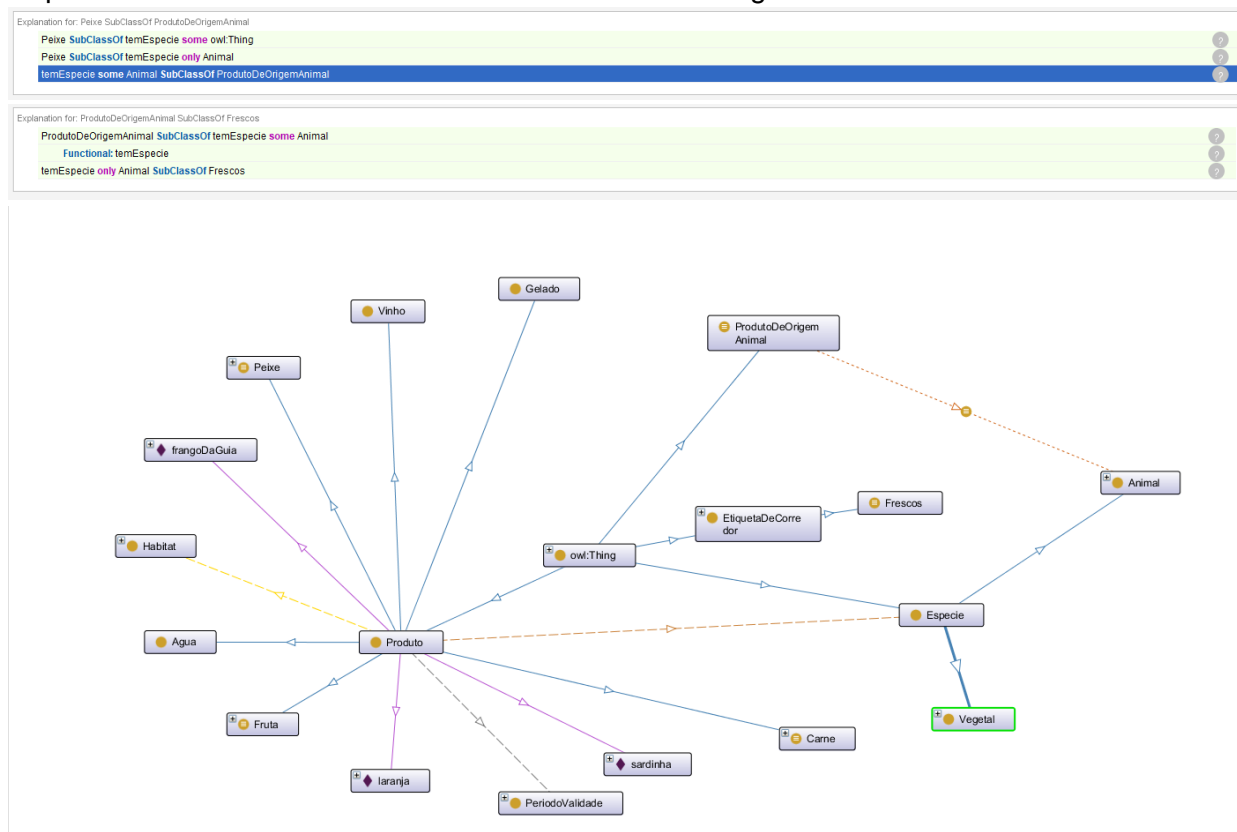 Explanation for: Peixe SubClassOf ProdutoDeOrigemAnimal
Peixe SubClassOf temEspecie some owl:Thing
?
Peixe SubClassOf temEspecie only Animal
?
temEspecie some Animal SubClassOf ProdutoDeOrigemAnimal
?
Explanation for: ProdutoDeOrigemAnimal SubClassOf Frescos
ProdutoDeOrigemAnimal SubClassOf temEspecie some Animal
?
Functional: temEspecie
?
temEspecie only Animal SubClassOf Frescos
?
Gelado
Vinho
ProdutoDeOrigem
Animal
Peixe
frangoDaGuia
Animal
Frescos
EtiquetaDeCorre
dor
Habitat
owl:Thing
Especie
Agua
Produto
Vegetal
Fruta
Carne
sardinha
laranja
PeriodoValidade